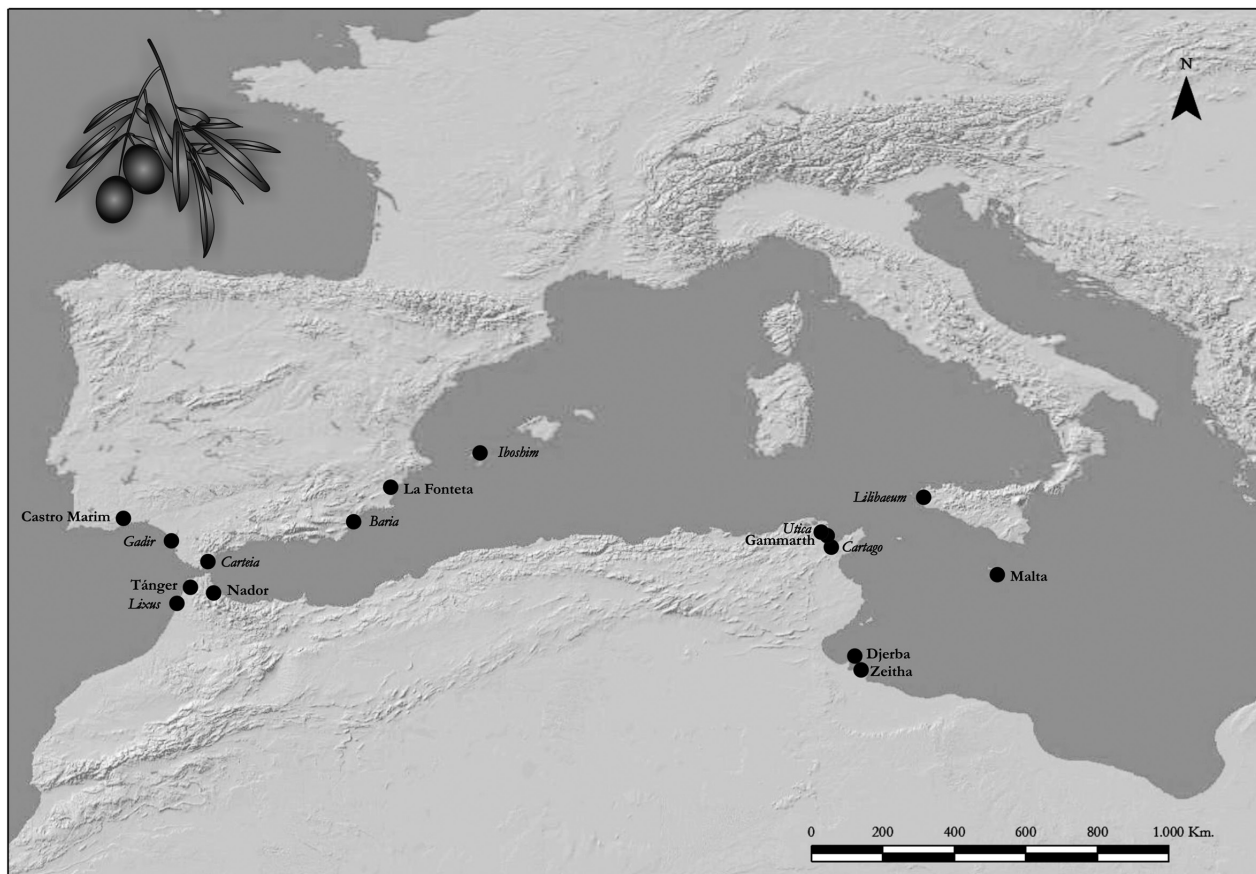 N
Iboshim
La Fonteta
Lilibaeum
Castro Marim
Baria
Utica
Gadir
Gammarth
Cartago
Carteia
Malta
Tánger
Nador
Lixus
Djerba
Zeitha
0 200 400 600 800 1.000 Km.